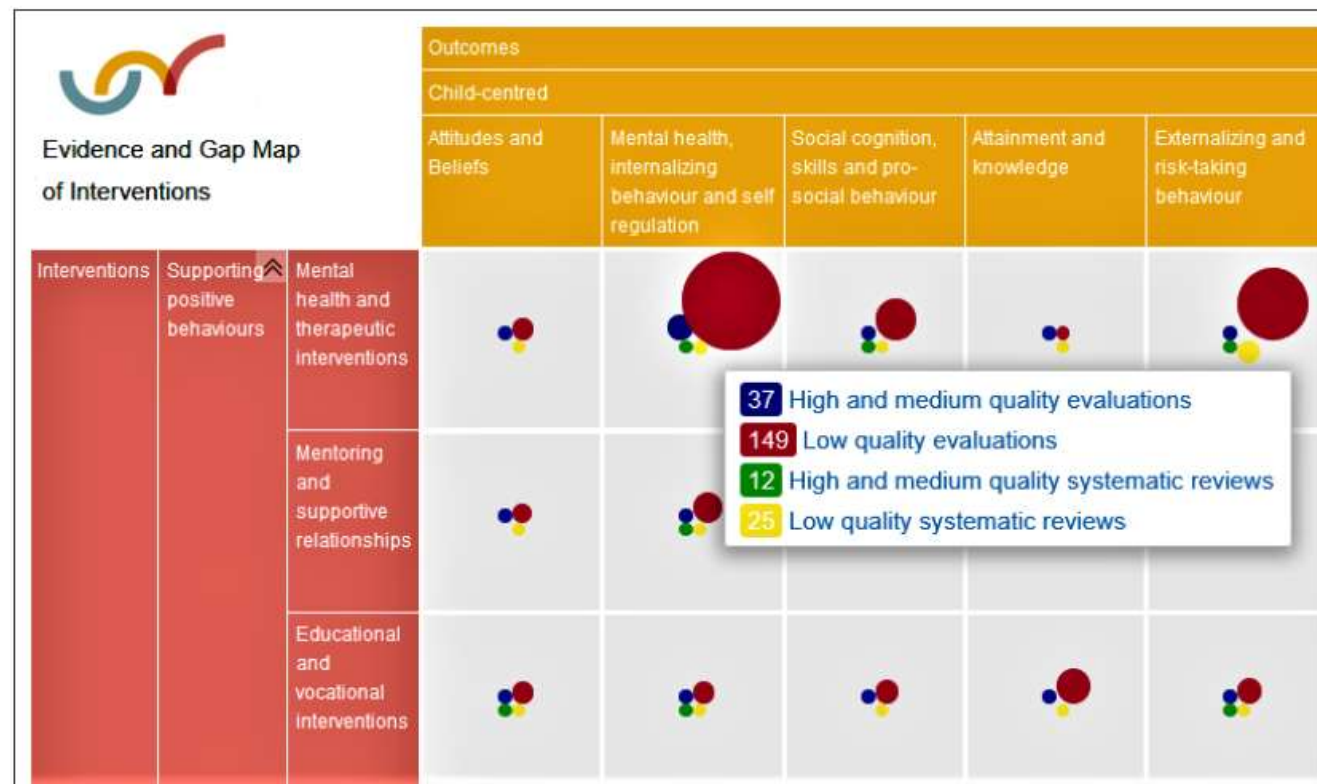 Evidence and Gap Map
of Interventions
Outcomes
Child-centred
Attitudes and
Beliefs
Mental health,
internalizing
behaviour and self
regulation
Social cognition,
skills and pro-
social behaviour
Attainment and
knowledge
Externalizing and
risk-taking
behaviour
Interventions
Supporting
positive
behaviours
Mental
health and
therapeutic
interventions
37 High and medium quality evaluations
149 Low quality evaluations
12 High and medium quality systematic reviews
25 Low quality systematic reviews
Mentoring
and
supportive
relationships
Educational
and
vocational
interventions